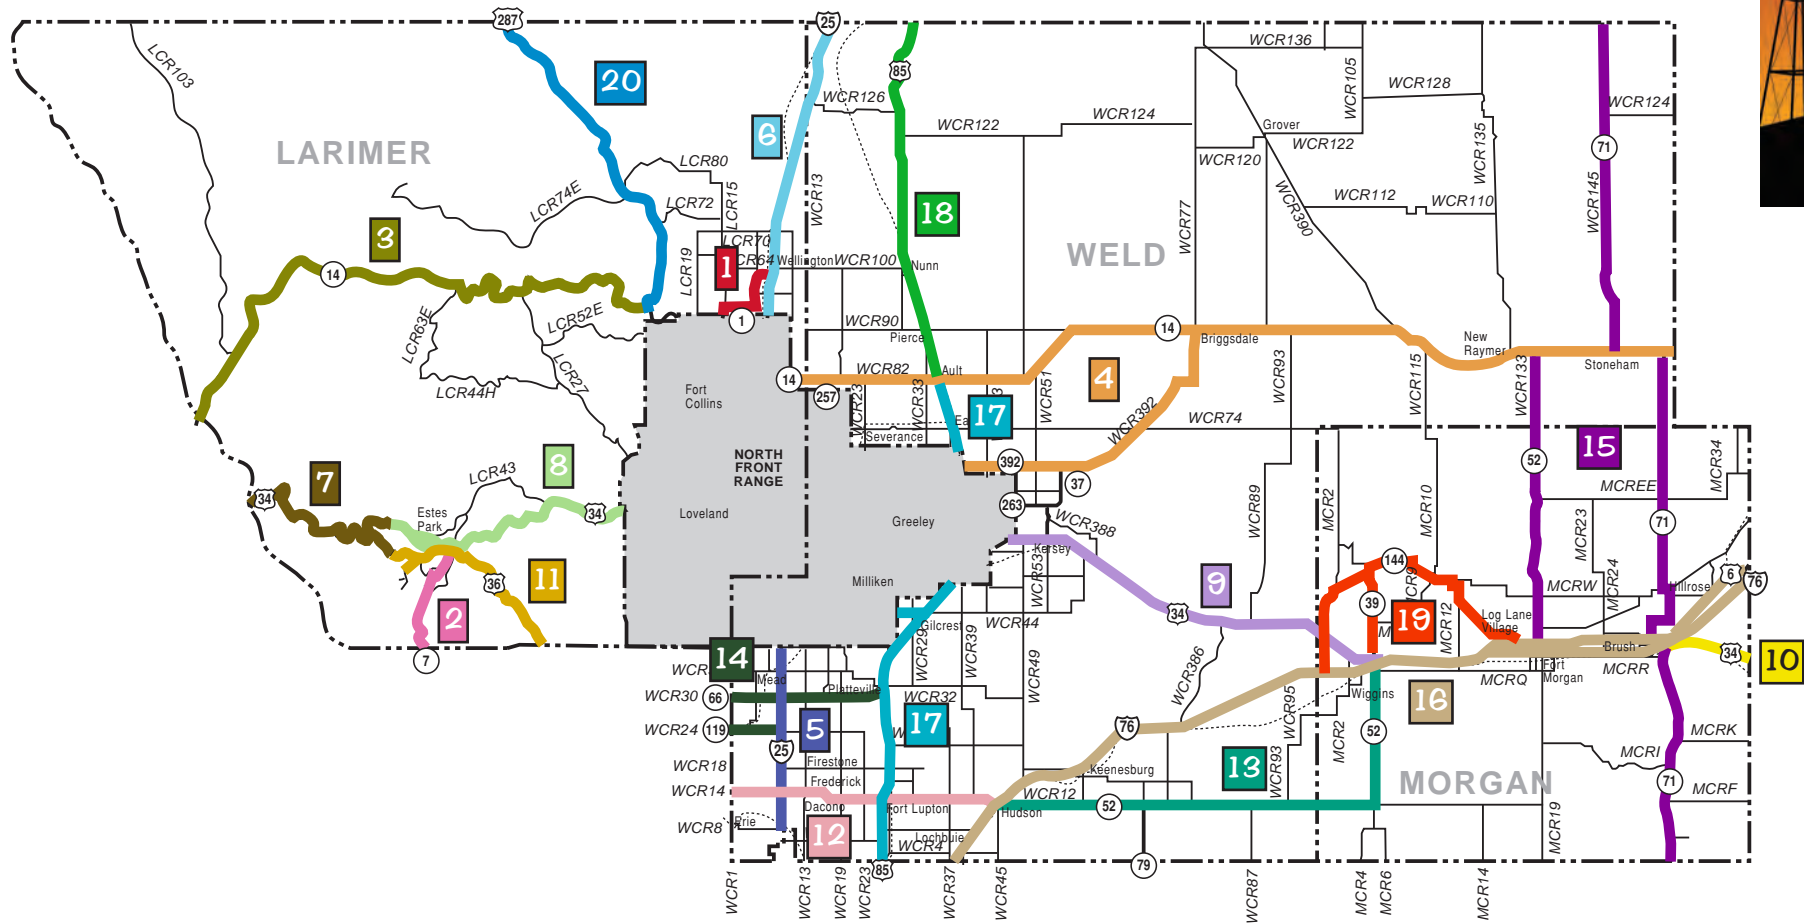 287
25
LCR103
20
85
WCR136
WCR105
WCR128
WCR126
WCR124
WCR124
6
WCR122
Grover
WCR122
WCR135
71
LARIMER
LCR80
WCR120
LCR74E
LCR15
LCR72
WCR13
WCR112
WCR110
18
WCR77
WCR390
WCR145
3
LCR70
WELD
14
LCR19
1
CR64
Wellington
WCR100
Nunn
LCR63E
LCR52E
1
WCR90
Pierce
14
Briggsdale
New
Raymer
LCR27
LCR44H
Fort
Collins
14
WCR82
Ault
4
WCR93
WCR115
WCR133
Stoneham
257
WCR23
WCR33
17
WCR51
WCR392
WCR74
Ea
3
Severance
NORTH
FRONT
RANGE
392
52
15
MCR34
7
8
LCR43
37
WCR89
MCR2
MCR10
MCREE
34
Estes
Park
34
Loveland
Greeley
263
WCR388
MCR23
71
Kersey
144
11
36
Milliken
WCR53
9
34
MCR9
MCRW
MCR24
Hillrose
6
76
2
39
19
MCR12
Log Lane
Village
M
Gilcrest
WCR44
WCR29
WCR39
WCR49
WCR386
7
14
WCR
Mead
Platteville
WCR30
66
WCR32
WCR95
Wiggins
16
MCRQ
Fort
Morgan
Brush
MCRR
34
10
WCR24
119
5
17
W
76
MCR2
52
MCRK
25
MCRI
WCR18
Firestone
Keenesburg
13
WCR93
WCR14
Frederick
MORGAN
71
MCRF
Dacono
Fort Lupton
WCR12
Hudson
52
WCR8
Erie
12
Lochbuie
WCR4
MCR19
85
79
WCR1
WCR13
WCR19
WCR23
WCR37
WCR45
WCR87
MCR4
MCR6
MCR14